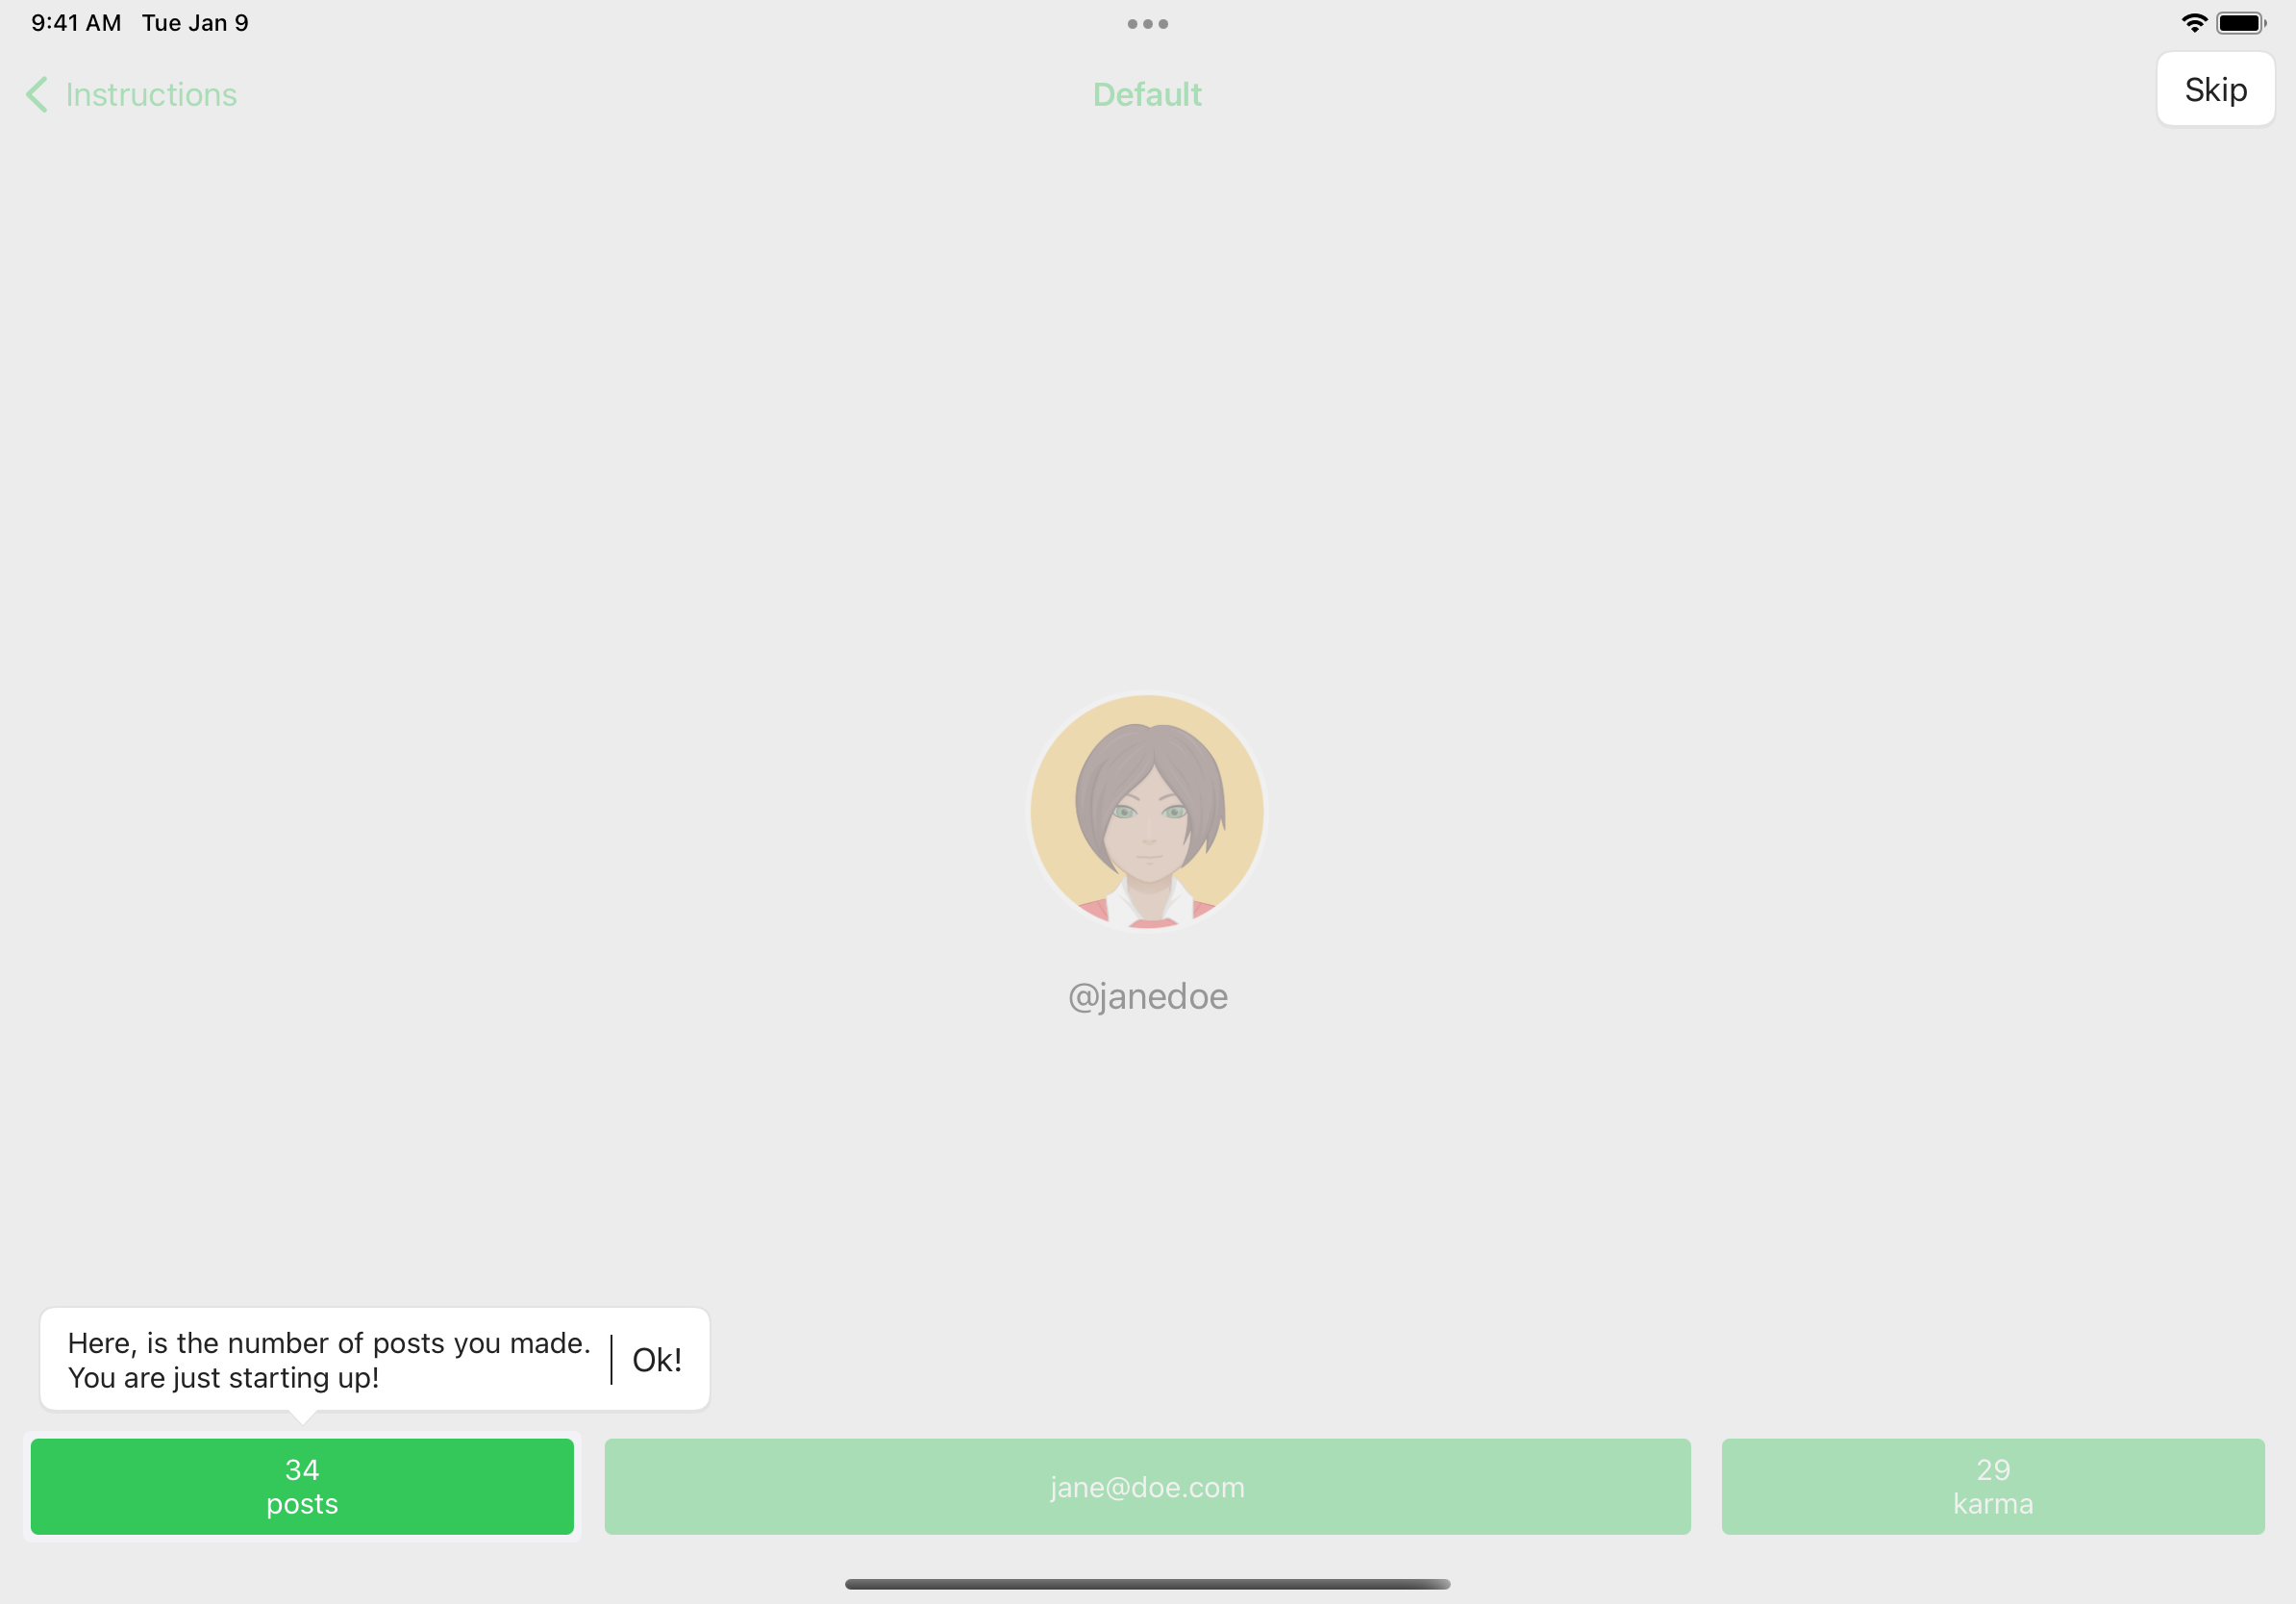 9:41 AM Tue Jan 9
Instructions
Default
Skip
@janedoe
Here, is the number of posts you made.
You are just starting up!
Ok!
34
posts
jane@doe.com
29
karma